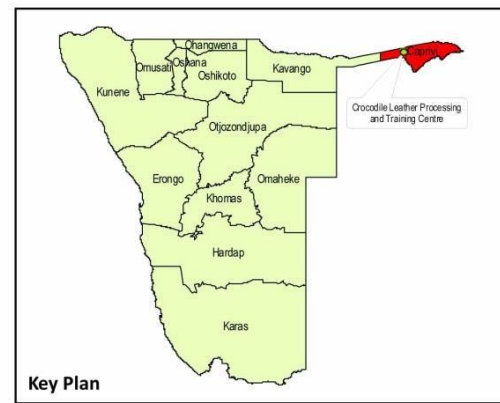 Ohangwena
Omusati
Oshana
Oshikoto
Kavango
Caprivi
Kunene
Crocodile Leather Processing
and Training Centre
Otjozondjupa
Erongo
Omaheke
Khomas
Hardap
Karas
Key Plan